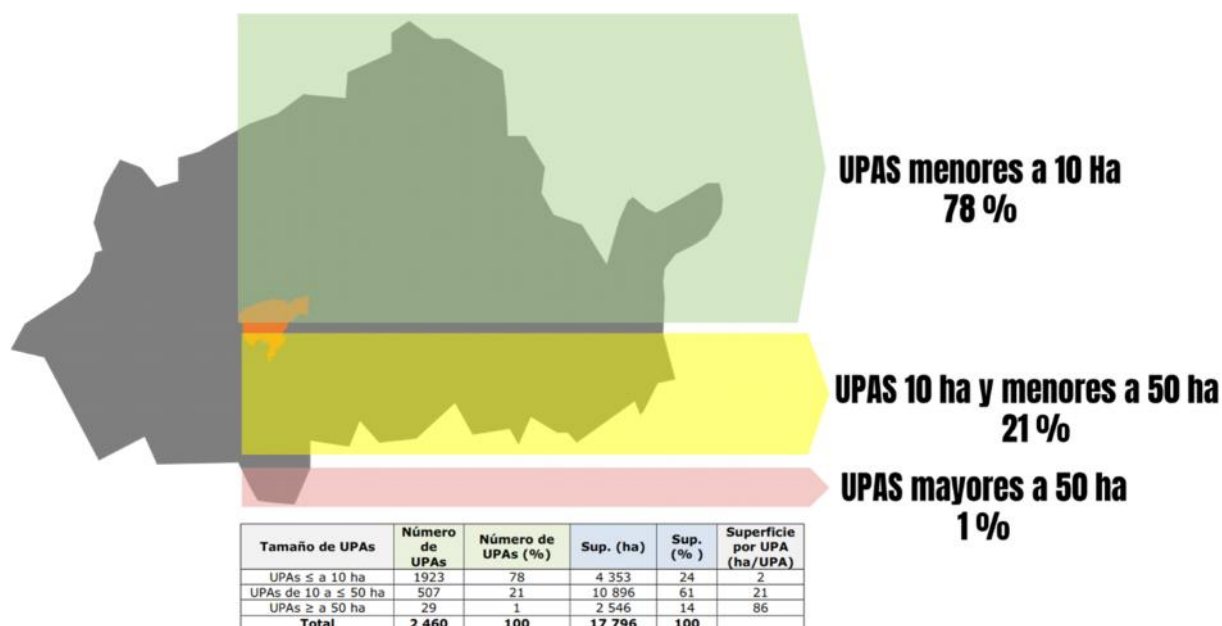 UPAS menores a 10 Ha
78 %
UPAS 10 ha y menores a 50 ha
21 %
UPAS mayores a 50 ha
1 %
Tamaño de UPAs | Número de UPAs | Número de UPAs (%) | Sup. (ha) | Sup. (% ) | Superficie por UPA (ha/UPA)
UPAs ≤ a 10 ha | 1923 | 78 | 4 353 | 24 | 2
UPAs de 10 a ≤ 50 ha | 507 | 21 | 10 896 | 61 | 21
UPAs ≥ a 50 ha | 29 | 1 | 2 546 | 14 | 86
Total | 2 460 | 100 | 17 796 | 100